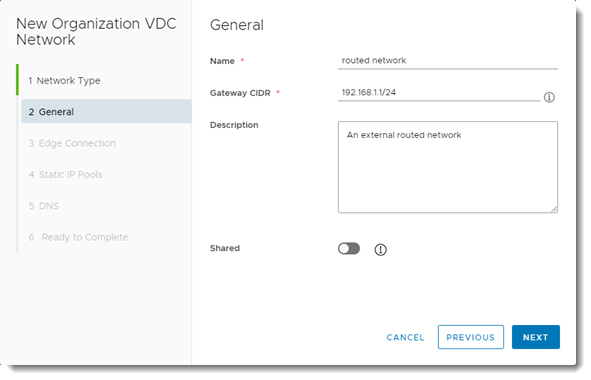 New Organization VDC
Network
1 Network Type
2 General
3 Edge Connection
4 Static IP Pools
5 DNS
6 Ready to Complete
General
Name *
routed network
Gateway CIDR *
192.168.1.1/24
Description
An external routed network
Shared
CANCEL
PREVIOUS
NEXT